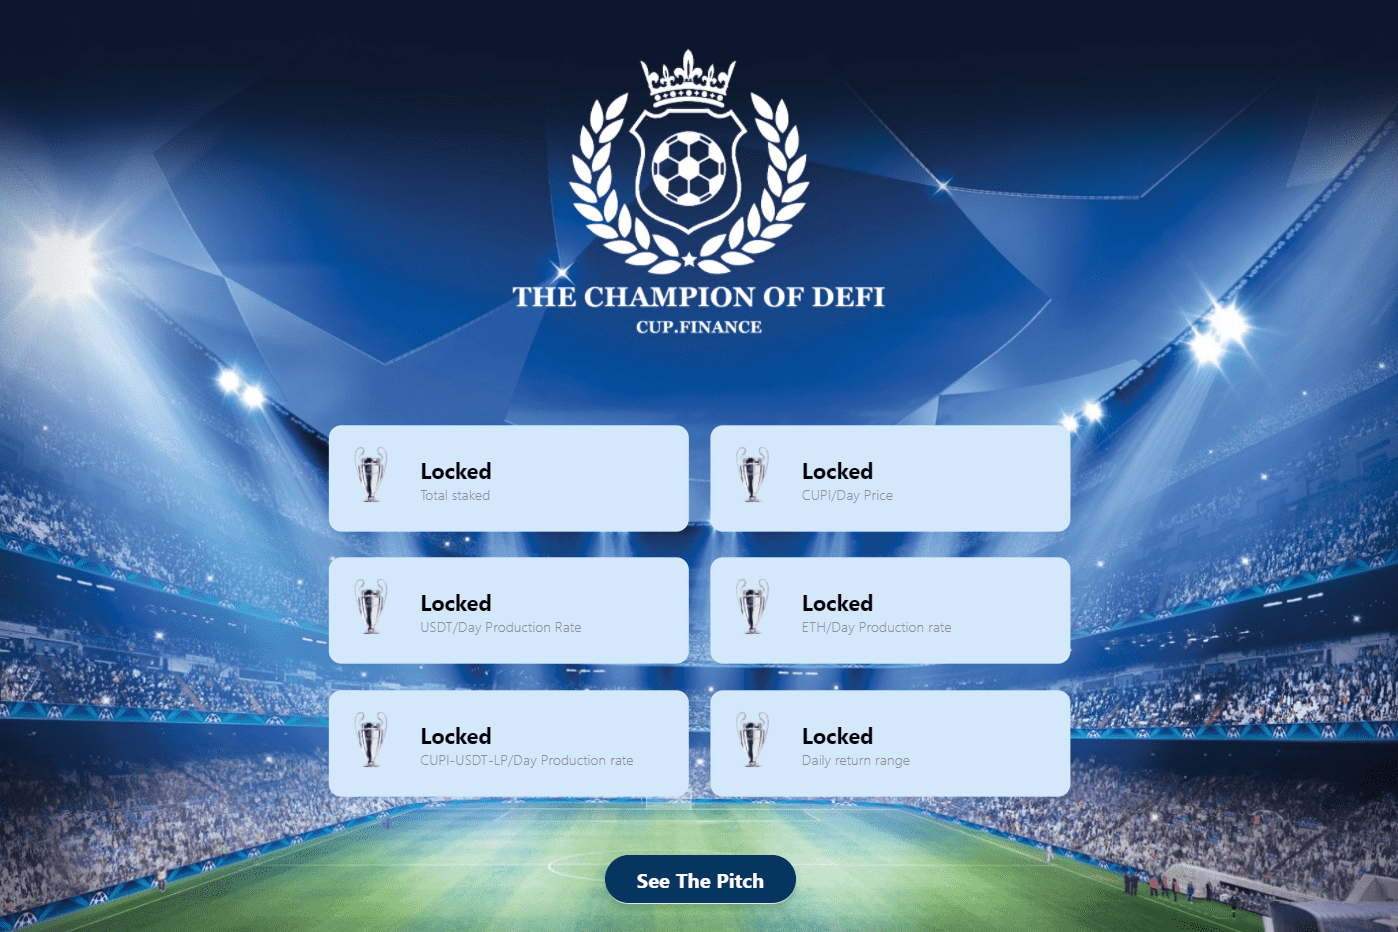 THE CHAMPION OF DEFI
CUP.FINANCE
Locked
Total staked
Locked
CUPI/Day Price
Locked
USDT/Day Production Rate
Locked
ETH/Day Production rate
Locked
CUPI-USDT-LP/Day Production rate
Locked
Daily return range
See The Pitch